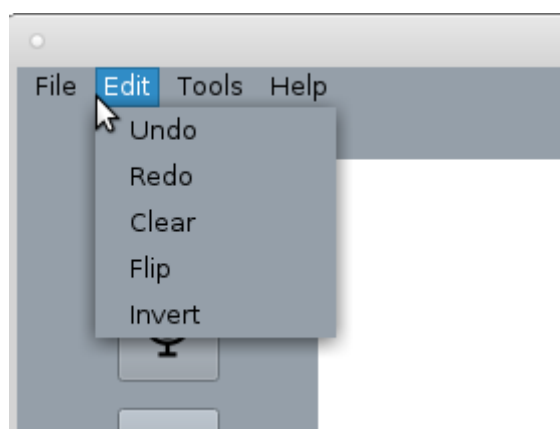 File Edit Tools Help
Undo
Redo
Clear
Flip
Invert